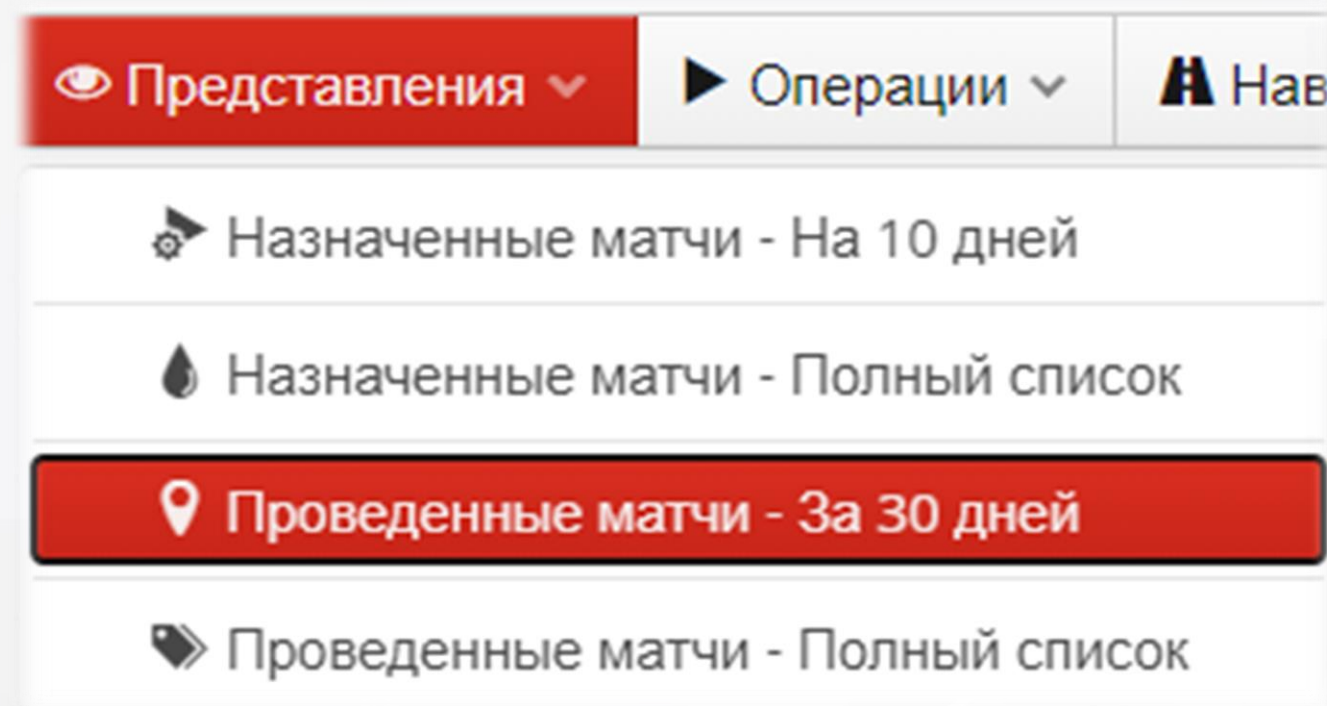 Представления Операции Нав
Назначенные матчи - На 10 дней
Назначенные матчи - Полный список
Проведенные матчи - За 30 дней
Проведенные матчи - Полный список